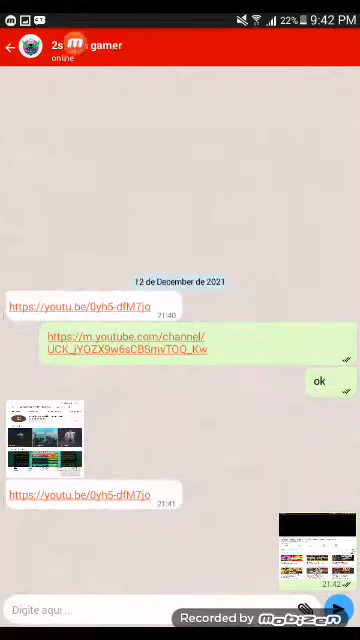 22% 9:42 PM
2s gamer
online
12 de December de 2021
https://youtu.be/0yh5-dfM7jo
21:40
https://m.youtube.com/channel/
UCK_jYOZX9w6sCBSmvTOQ_Kw
ok
https://youtu.be/0yh5-dfM7jo
21:41
21:42
Digite aqui ...
Recorded by Mobizen